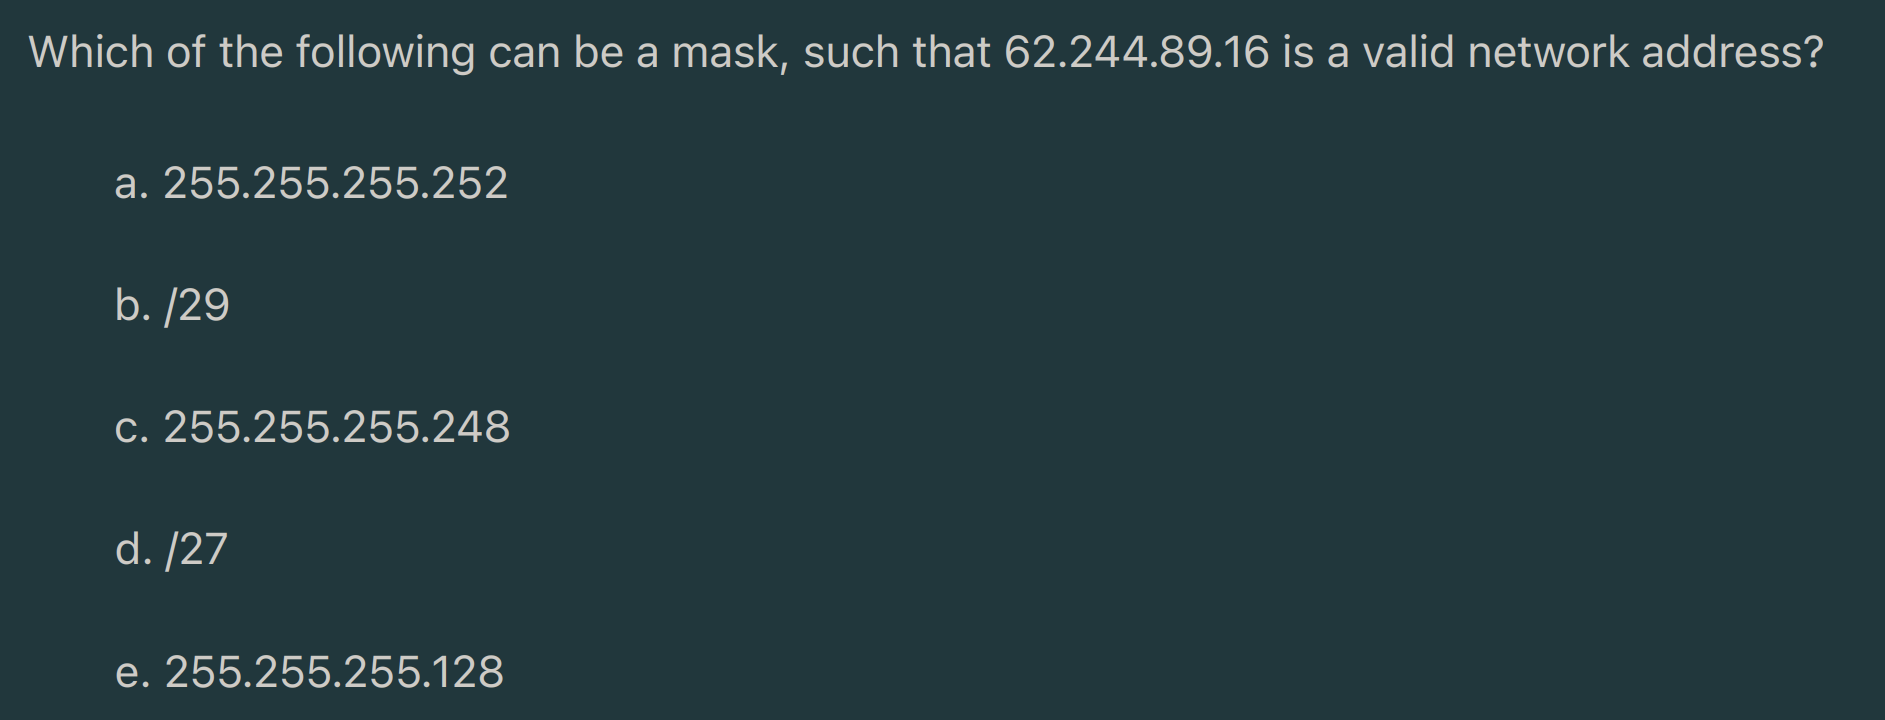 Which of the following can be a mask, such that 62.244.89.16 is a valid network address?
a. 255.255.255.252
b. /29
c. 255.255.255.248
d. /27
e. 255.255.255.128